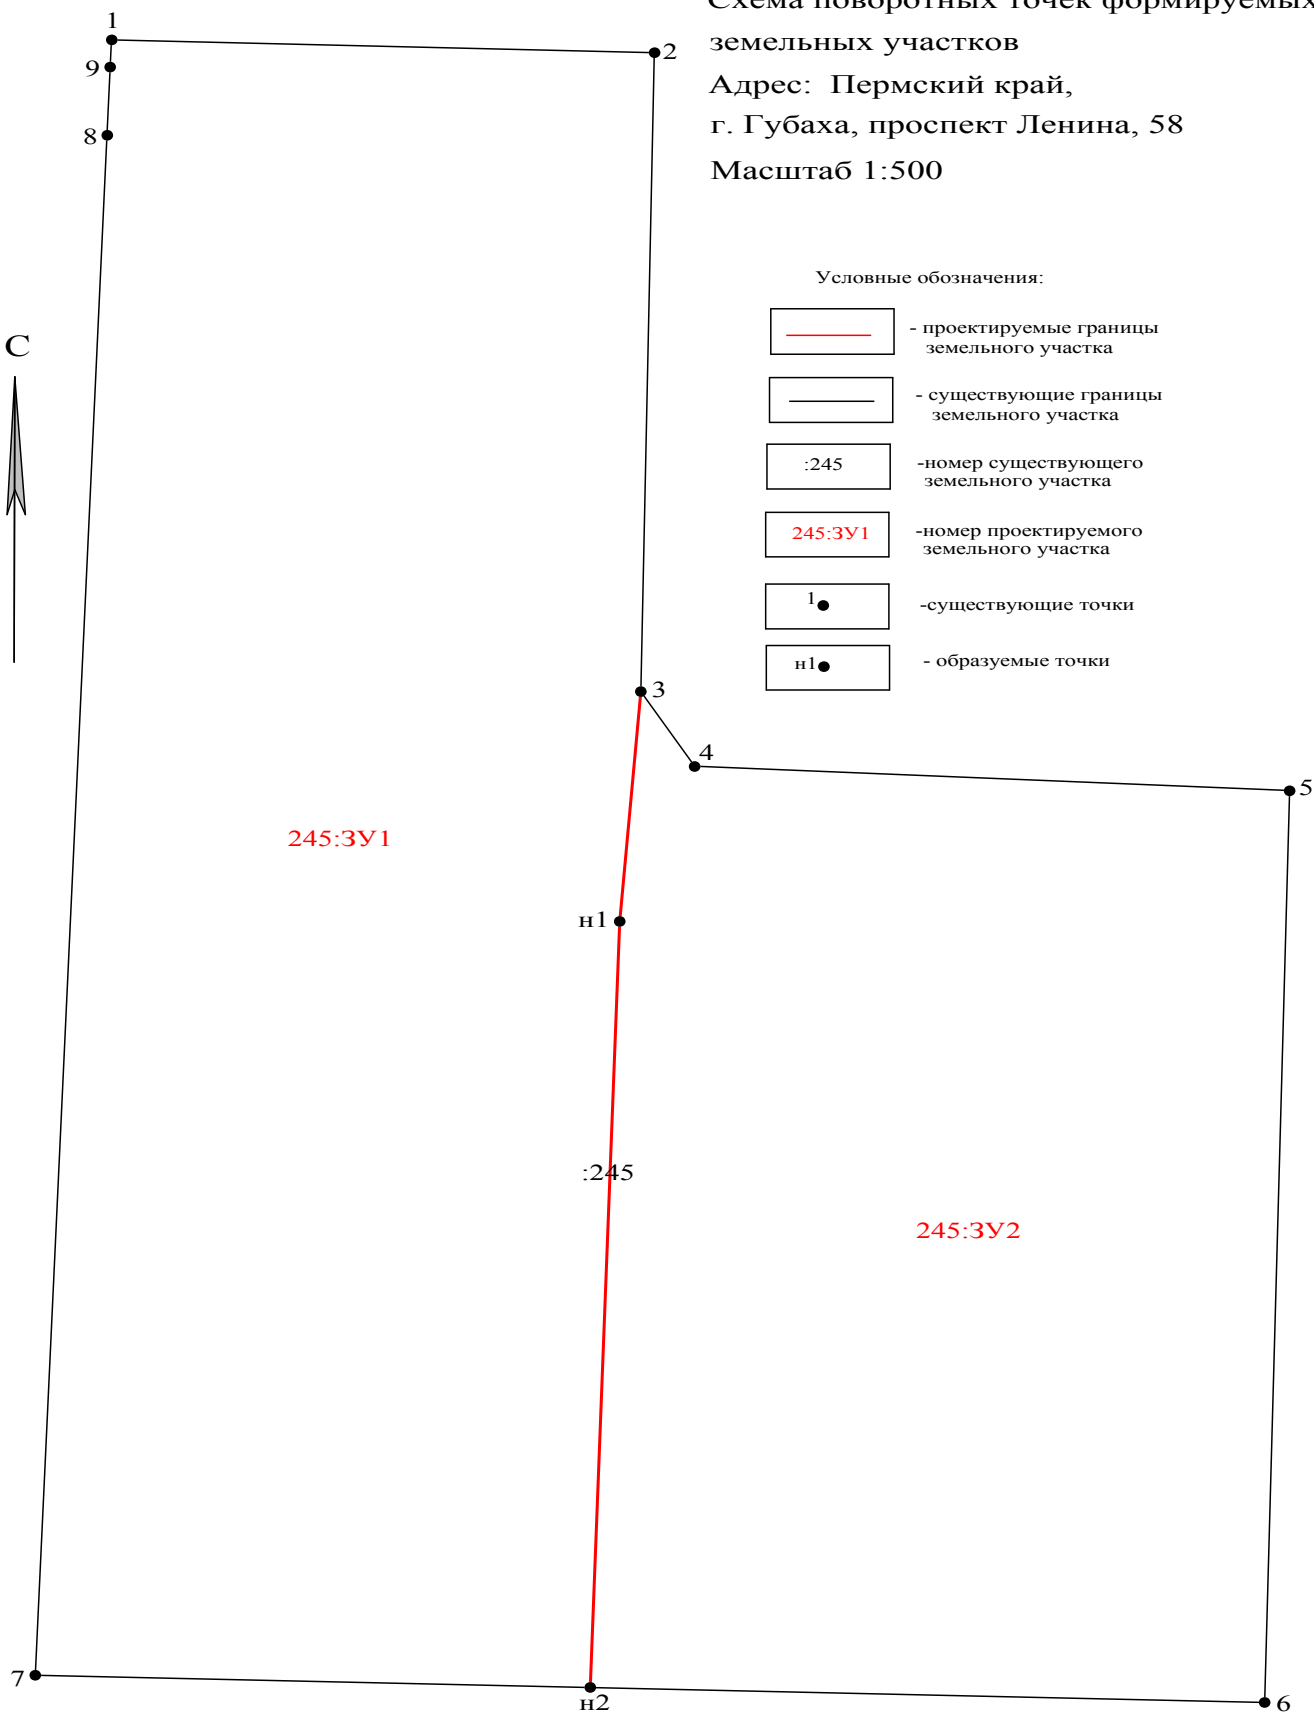 Схема поворотных точек формируемых
земельных участков
Адрес: Пермский край,
г. Губаха, проспект Ленина, 58
Масштаб 1:500
Условные обозначения:
- проектируемые границы
земельного участка
- существующие границы
земельного участка
:245
-номер существующего
земельного участка
245:ЗУ1
-номер проектируемого
земельного участка
1
-существующие точки
н1
- образуемые точки
1
2
9
8
С
3
4
5
245:ЗУ1
н1
:245
245:ЗУ2
7
н2
6